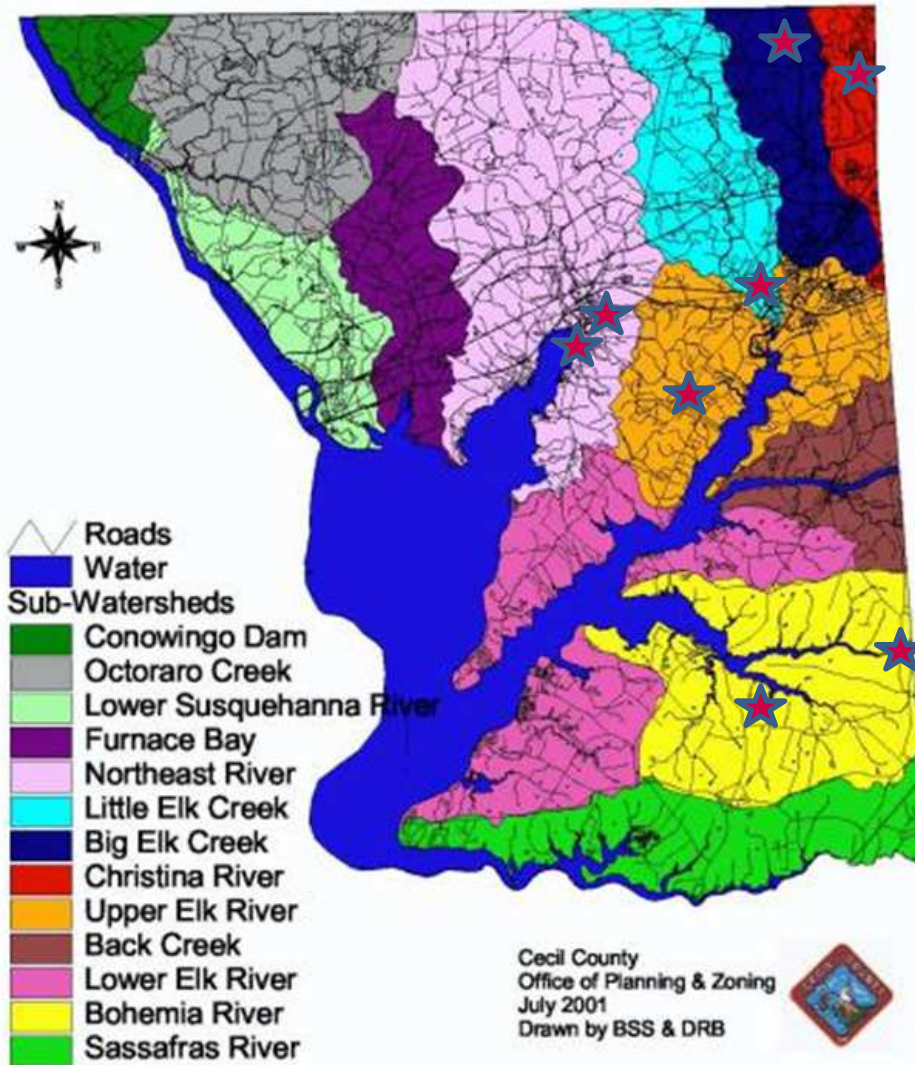 N
W E
S
Roads
Water
Sub-Watersheds
Conowingo Dam
Octoraro Creek
Lower Susquehanna River
Furnace Bay
Northeast River
Little Elk Creek
Big Elk Creek
Christina River
Upper Elk River
Back Creek
Lower Elk River
Bohemia River
Sassafras River
Cecil County
Office of Planning & Zoning
July 2001
Drawn by BSS & DRB
CECIL COUNTY